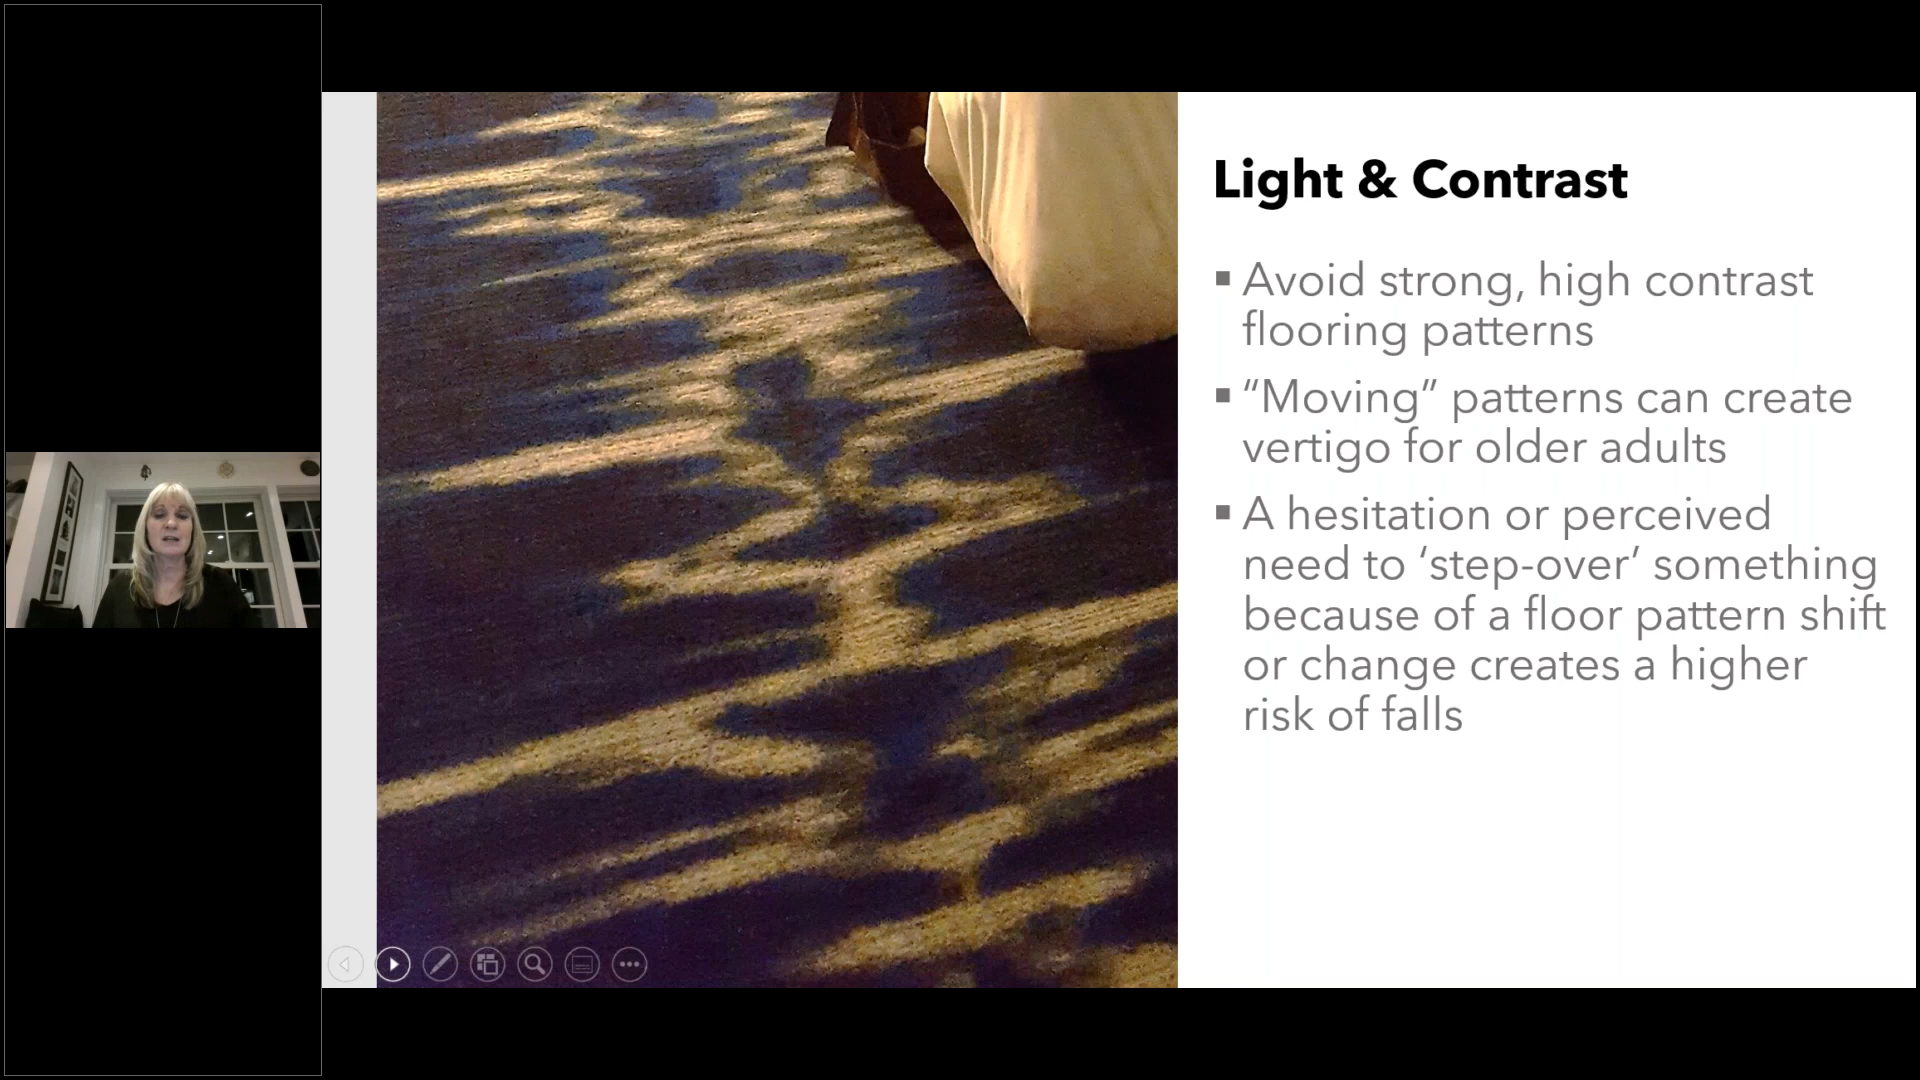 Light & Contrast
▪ Avoid strong, high contrast
flooring patterns
▪ “Moving” patterns can create
vertigo for older adults
▪ A hesitation or perceived
need to ‘step-over’ something
because of a floor pattern shift
or change creates a higher
risk of falls